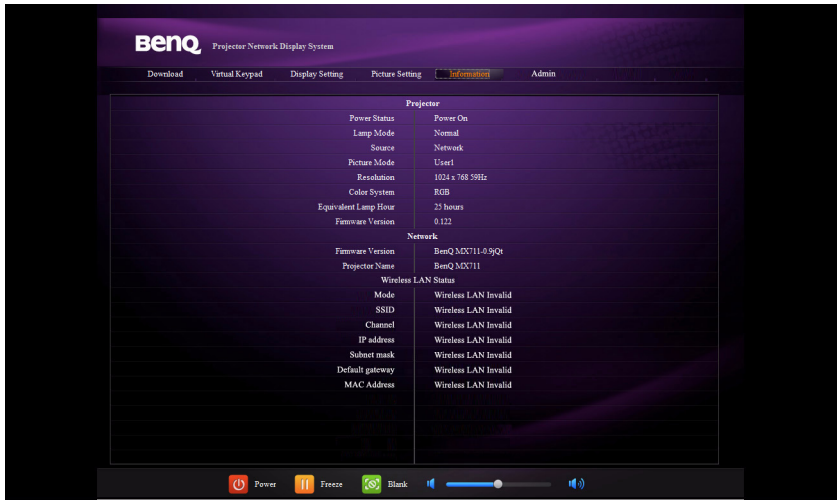 BenQ Projector Network Display System
Download Virtual Keypad Display Setting Picture Setting Information Admin
Projector
Power Status Power On
Lamp Mode Normal
Source Network
Picture Mode User1
Resolution 1024 x 768 59Hz
Color System RGB
Equivalent Lamp Hour 25 hours
Firmware Version 0.122
Network
Firmware Version BenQ MX711-0.9jQt
Projector Name BenQ MX711
Wireless LAN Status
Mode Wireless LAN Invalid
SSID Wireless LAN Invalid
Channel Wireless LAN Invalid
IP address Wireless LAN Invalid
Subnet mask Wireless LAN Invalid
Default gateway Wireless LAN Invalid
MAC Address Wireless LAN Invalid
Power Freeze Blank